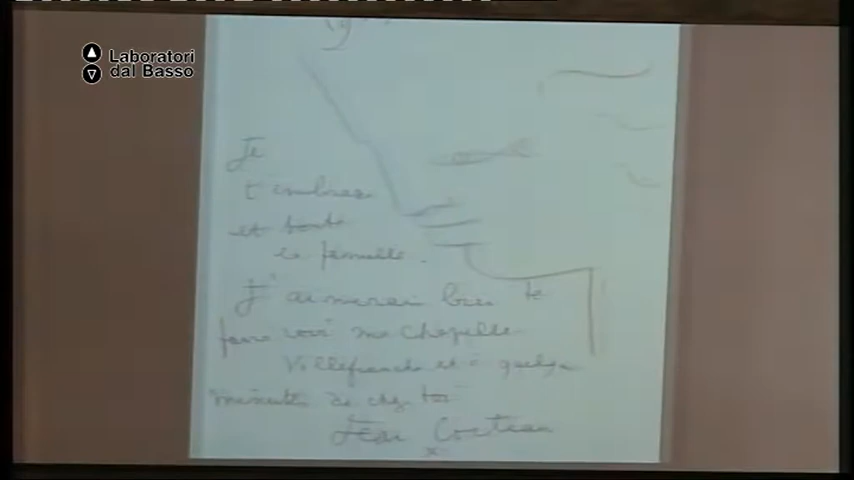 Laboratori
dal Basso
Je
t'embrasse
et toute
la famille.
J'aimerai bien te
faire voir ma chapelle
Villefranche est à quelques
minutes de chez toi
Jean Cocteau